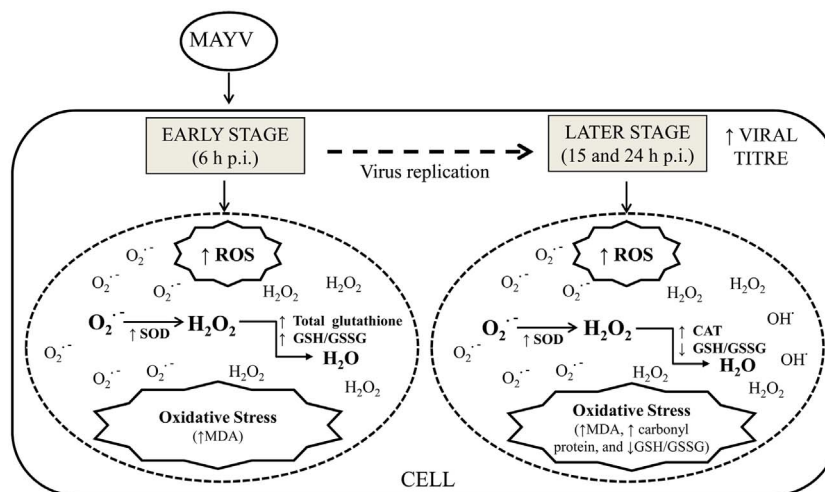 MAYV
EARLY STAGE
(6 h p.i.)
Virus replication
LATER STAGE
(15 and 24 h p.i.)
↑ VIRAL
TITRE
↑ ROS
O₂˙⁻
O₂˙⁻
O₂˙⁻
H₂O₂
H₂O₂
O₂˙⁻ ↑ SOD H₂O₂
↑ Total glutathione
↑ GSH/GSSG
H₂O
O₂˙⁻
O₂˙⁻
O₂˙⁻
H₂O₂
H₂O₂
Oxidative Stress
(↑MDA)
↑ ROS
O₂˙⁻
O₂˙⁻
O₂˙⁻
H₂O₂
H₂O₂
OH˙
O₂˙⁻ ↑ SOD H₂O₂
↑ CAT
↓ GSH/GSSG
H₂O
OH˙
O₂˙⁻
O₂˙⁻
O₂˙⁻
H₂O₂
H₂O₂
Oxidative Stress
(↑MDA, ↑ carbonyl
protein, and ↓GSH/GSSG)
CELL